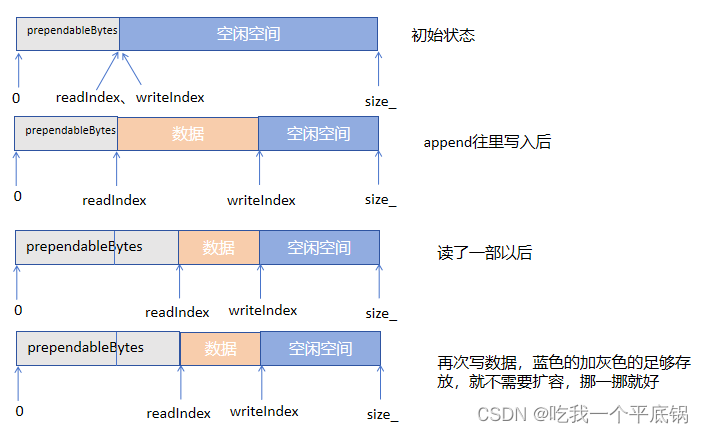 prependableBytes
空闲空间
初始状态
0
readIndex、writeIndex
size_
prependableBytes
数据
空闲空间
append往里写入后
0
readIndex
writeIndex
size_
prependableBytes
数据
空闲空间
读了一部以后
0
readIndex
writeIndex
size_
prependableBytes
数据
空闲空间
再次写数据，蓝色的加灰色的足够存
放，就不需要扩容，挪一挪就好
0
readIndex
writeIndex
size_
CSDN @吃我一个平底锅